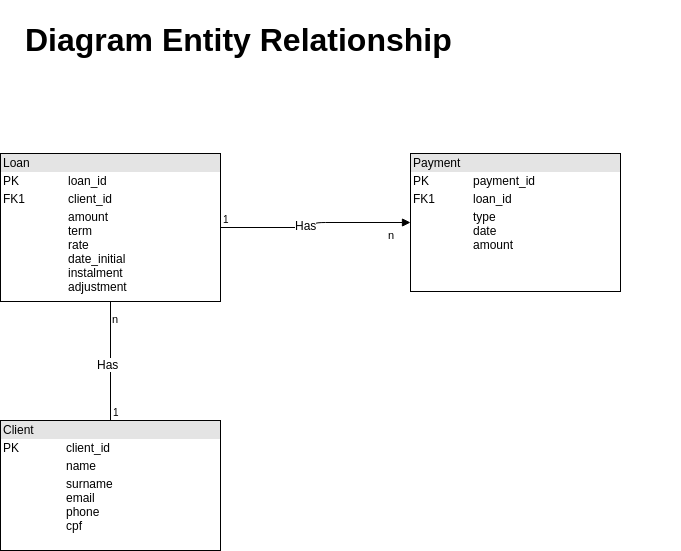 Diagram Entity Relationship
Loan
PK loan_id
FK1 client_id
amount
term
rate
date_initial
instalment
adjustment
1
Has
n
Payment
PK payment_id
FK1 loan_id
type
date
amount
n
Has
1
Client
PK client_id
name
surname
email
phone
cpf